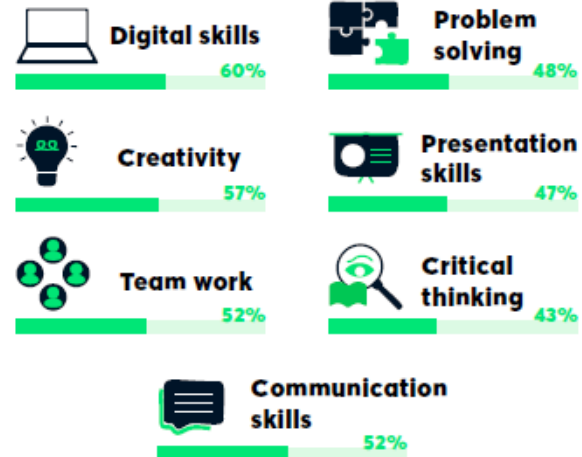 Digital skills
60%
Problem
solving
48%
Creativity
57%
Presentation
skills
47%
Team work
52%
Critical
thinking
43%
Communication
skills
52%